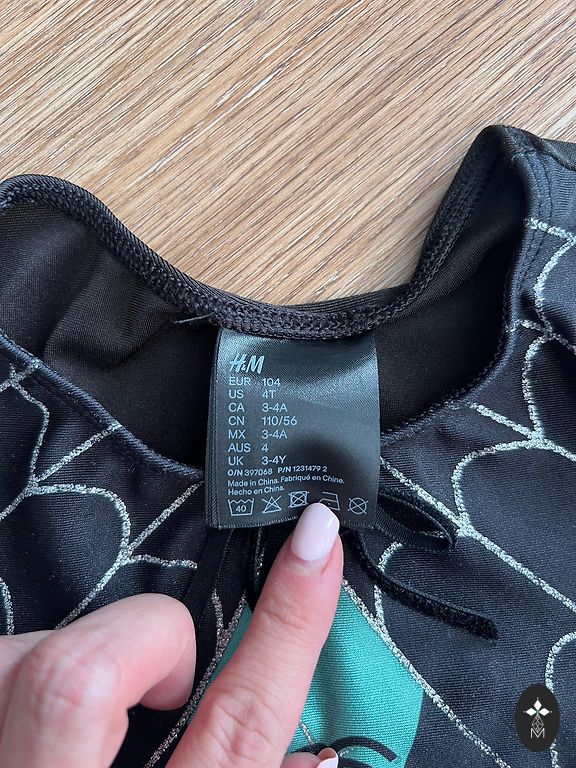 H&M
EUR 104
US 4T
CA 3-4A
CN 110/56
MX 3-4A
AUS 4
UK 3-4Y
O/N 397068 P/N 1231479 2
Made in China. Fabriqué en Chine.
Hecho en China.
40
M